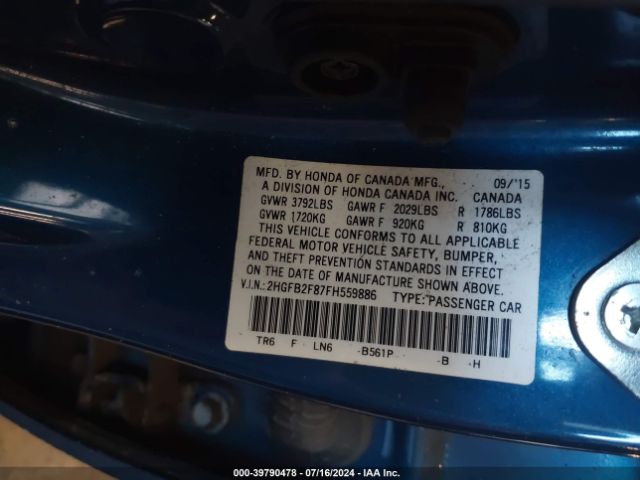 MFD. BY HONDA OF CANADA MFG., 09/'15
A DIVISION OF HONDA CANADA INC. CANADA
GVWR 3792LBS GAWR F 2029LBS R 1786LBS
GVWR 1720KG GAWR F 920KG R 810KG
THIS VEHICLE CONFORMS TO ALL APPLICABLE
FEDERAL MOTOR VEHICLE SAFETY, BUMPER,
AND THEFT PREVENTION STANDARDS IN EFFECT
ON THE DATE OF MANUFACTURE SHOWN ABOVE.
V.I.N.: 2HGFB2F87FH559886 TYPE: PASSENGER CAR
TR6 F LN6 -B561P -B -H
000-39790478 - 07/16/2024 - IAA Inc.